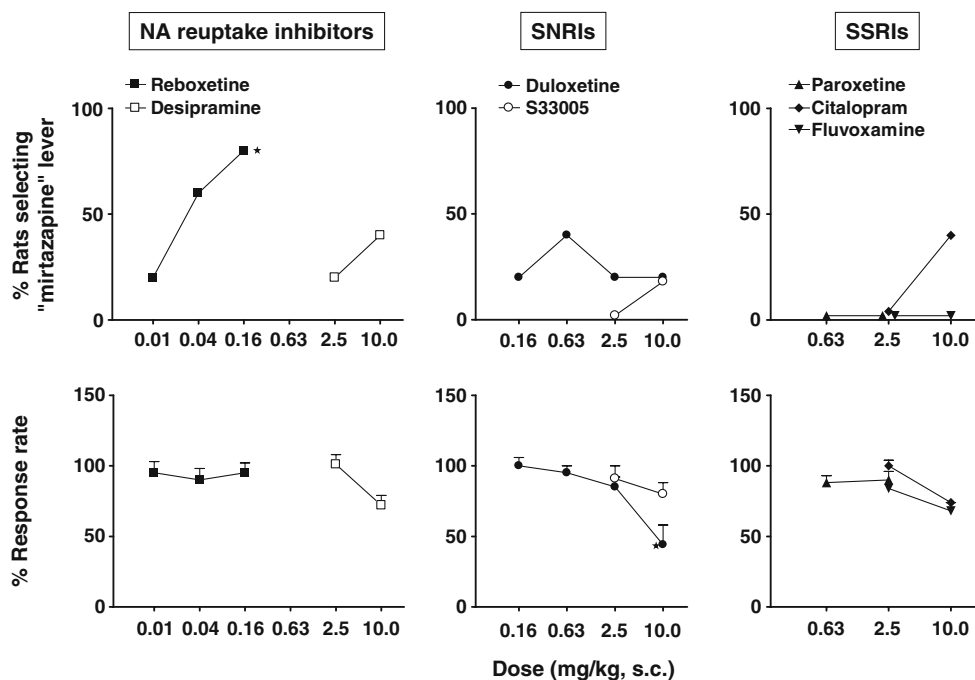 NA reuptake inhibitors
SNRIs
SSRIs
Reboxetine
Desipramine
Duloxetine
S33005
Paroxetine
Citalopram
Fluvoxamine
% Rats selecting
"mirtazapine" lever
100
50
0
0.01 0.04 0.16 0.63 2.5 10.0
100
50
0
0.16 0.63 2.5 10.0
100
50
0
0.63 2.5 10.0
% Response rate
150
100
50
0
0.01 0.04 0.16 0.63 2.5 10.0
150
100
50
0
0.16 0.63 2.5 10.0
150
100
50
0
0.63 2.5 10.0
Dose (mg/kg, s.c.)